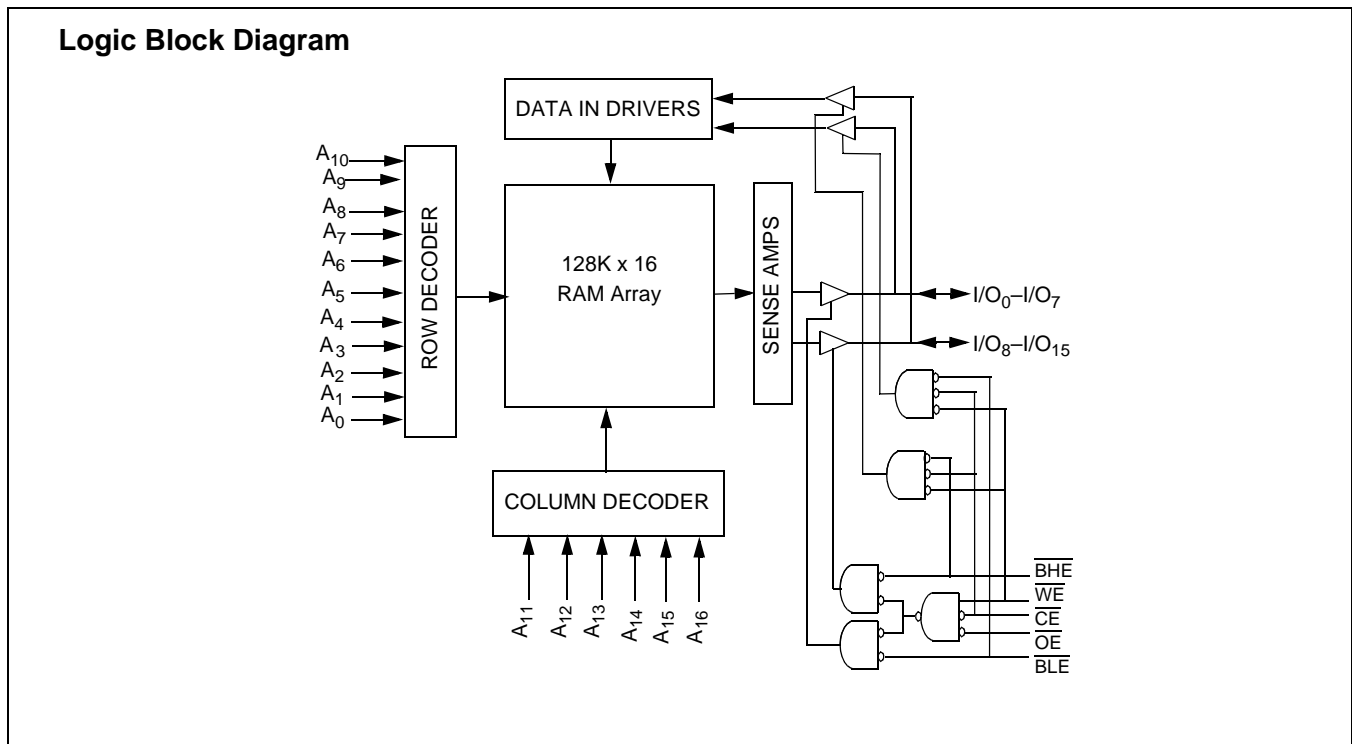 Logic Block Diagram
DATA IN DRIVERS
A10
A9
A8
A7
A6
A5
A4
A3
A2
A1
A0
ROW DECODER
128K x 16
RAM Array
SENSE AMPS
I/O0–I/O7
I/O8–I/O15
COLUMN DECODER
A11
A12
A13
A14
A15
A16
BHE
WE
CE
OE
BLE